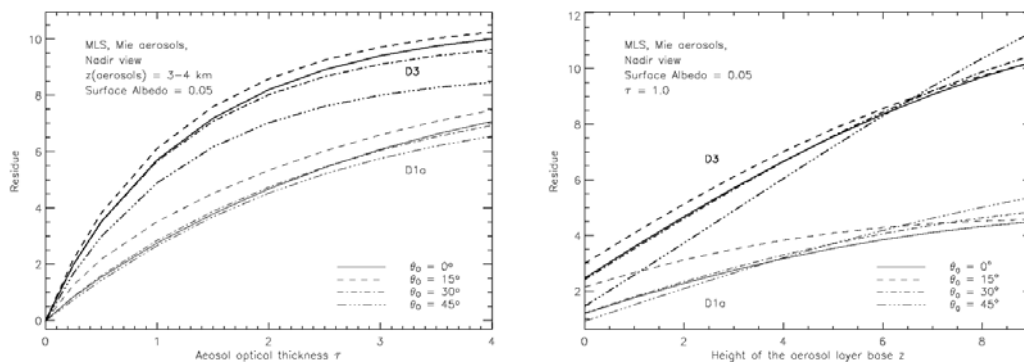 10
8
6
4
2
0
Residue
MLS, Mie aerosols,
Nadir view
z(aerosols) = 3−4 km
Surface Albedo = 0.05
D3
D1a
θ₀ = 0°
θ₀ = 15°
θ₀ = 30°
θ₀ = 45°
0 1 2 3 4
Aeosol optical thickness τ
12
10
8
6
4
2
Residue
MLS, Mie aerosols,
Nadir view
Surface Albedo = 0.05
τ = 1.0
D3
D1a
θ₀ = 0°
θ₀ = 15°
θ₀ = 30°
θ₀ = 45°
0 2 4 6 8
Height of the aerosol layer base z